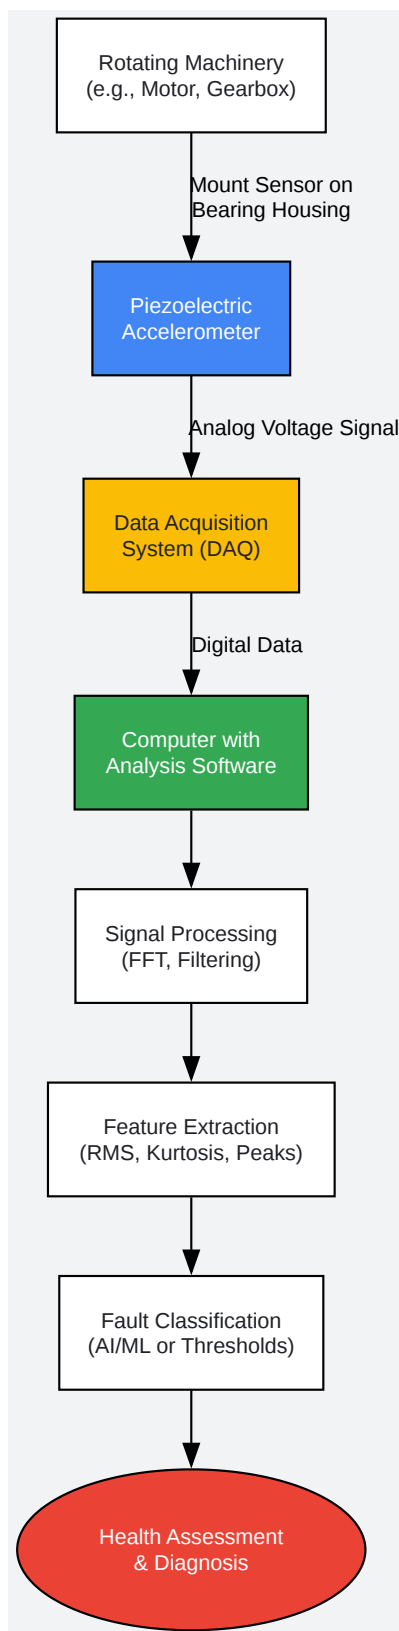 Rotating Machinery
(e.g., Motor, Gearbox)
Mount Sensor on
Bearing Housing
Piezoelectric
Accelerometer
Analog Voltage Signal
Data Acquisition
System (DAQ)
Digital Data
Computer with
Analysis Software
Signal Processing
(FFT, Filtering)
Feature Extraction
(RMS, Kurtosis, Peaks)
Fault Classification
(AI/ML or Thresholds)
Health Assessment
& Diagnosis